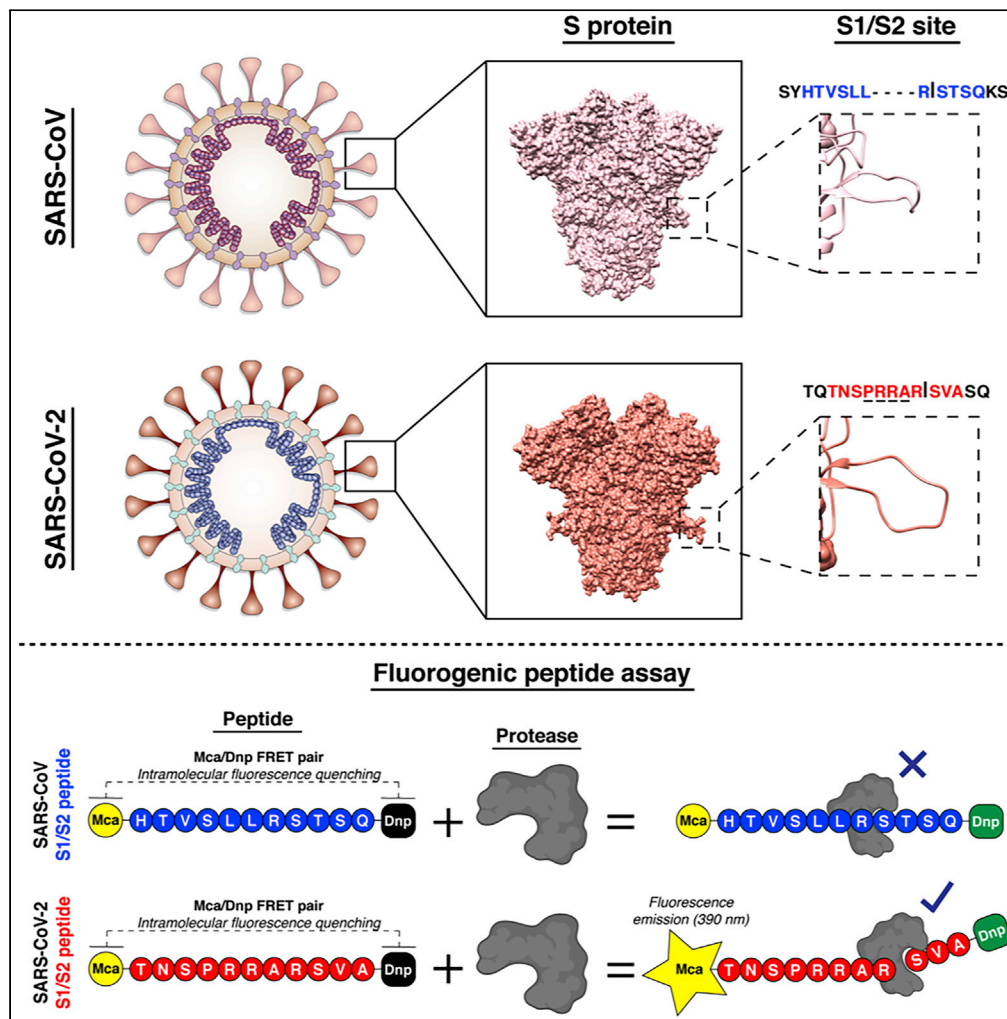 S protein
S1/S2 site
SARS-CoV
SYHTVSLL----R|STSQKS
SARS-CoV-2
TQTNSPRRAR|SVASQ
Fluorogenic peptide assay
Peptide
Protease
SARS-CoV
S1/S2 peptide
Mca/Dnp FRET pair
Intramolecular fluorescence quenching
Mca H T V S L L R S T S Q Dnp
+
=
Mca H T V S L L R S T S Q Dnp
SARS-CoV-2
S1/S2 peptide
Mca/Dnp FRET pair
Intramolecular fluorescence quenching
Mca T N S P R R A R S V A Dnp
+
=
Fluorescence
emission (390 nm)
Mca T N S P R R A R S V A Dnp